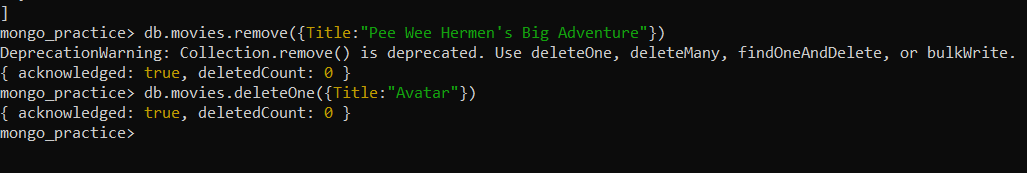 ]
mongo_practice> db.movies.remove({Title:"Pee Wee Hermen's Big Adventure"})
DeprecationWarning: Collection.remove() is deprecated. Use deleteOne, deleteMany, findOneAndDelete, or bulkWrite.
{ acknowledged: true, deletedCount: 0 }
mongo_practice> db.movies.deleteOne({Title:"Avatar"})
{ acknowledged: true, deletedCount: 0 }
mongo_practice>